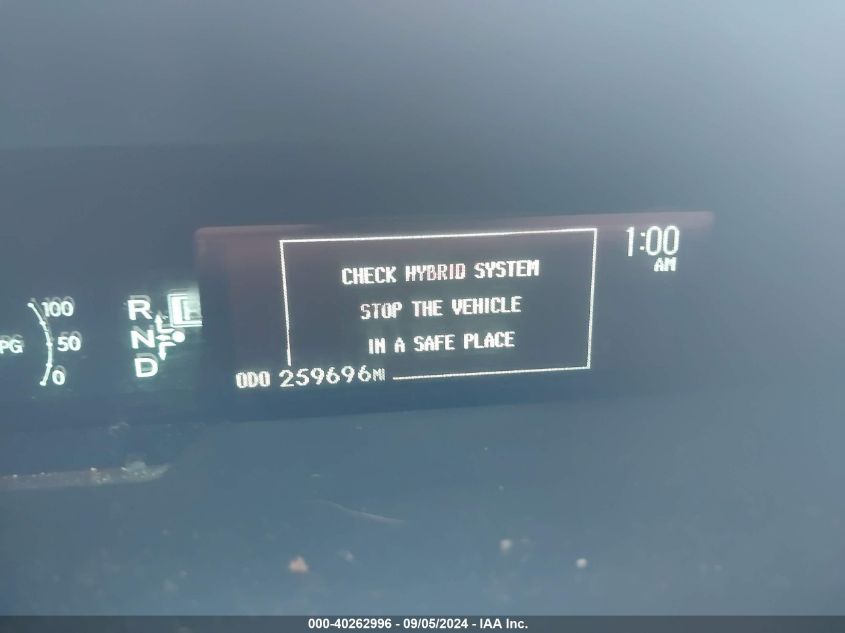 1:00
AM
CHECK HYBRID SYSTEM
STOP THE VEHICLE
IN A SAFE PLACE
ODO 259696MI
100
50
0
PG
R
N
D
000-40262996 - 09/05/2024 - IAA Inc.